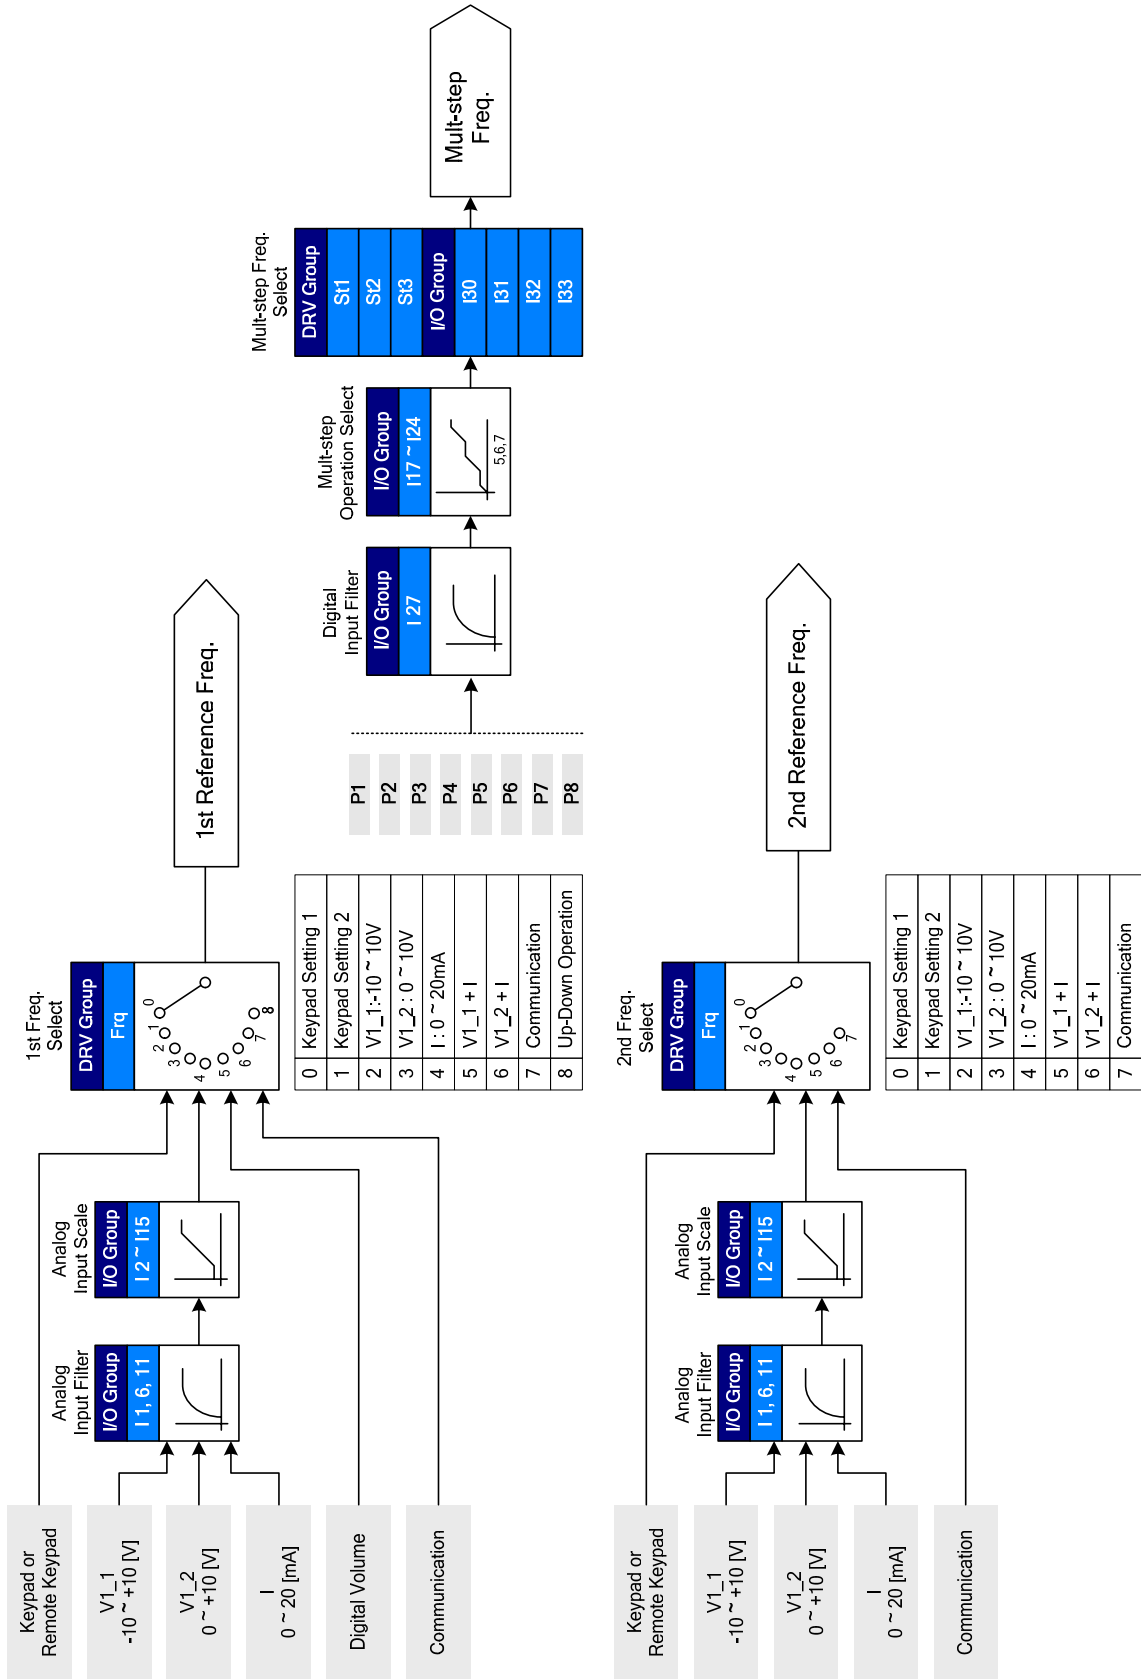 Keypad or
Remote Keypad
V1_1
-10 ~ +10 [V]
V1_2
0 ~ +10 [V]
I
0 ~ 20 [mA]
Digital Volume
Communication
Analog
Input Filter
I/O Group
I 1, 6, 11
Analog
Input Scale
I/O Group
I 2 ~ I15
1st Freq.
Select
DRV Group
Frq
0
1
2
3
4
5
6
7
8
1st Reference Freq.
0 Keypad Setting 1
1 Keypad Setting 2
2 V1_1:-10 ~ 10V
3 V1_2 : 0 ~ 10V
4 I : 0 ~ 20mA
5 V1_1 + I
6 V1_2 + I
7 Communication
8 Up-Down Operation
P1
P2
P3
P4
P5
P6
P7
P8
Digital
Input Filter
I/O Group
I 27
Mult-step
Operation Select
I/O Group
I17 ~ I24
5,6,7
Mult-step Freq.
Select
DRV Group
St1
St2
St3
I/O Group
I30
I31
I32
I33
Mult-step
Freq.
Keypad or
Remote Keypad
V1_1
-10 ~ +10 [V]
V1_2
0 ~ +10 [V]
I
0 ~ 20 [mA]
Communication
Analog
Input Filter
I/O Group
I 1, 6, 11
Analog
Input Scale
I/O Group
I 2 ~ I15
2nd Freq.
Select
DRV Group
Frq
0
1
2
3
4
5
6
7
2nd Reference Freq.
0 Keypad Setting 1
1 Keypad Setting 2
2 V1_1:-10 ~ 10V
3 V1_2 : 0 ~ 10V
4 I : 0 ~ 20mA
5 V1_1 + I
6 V1_2 + I
7 Communication